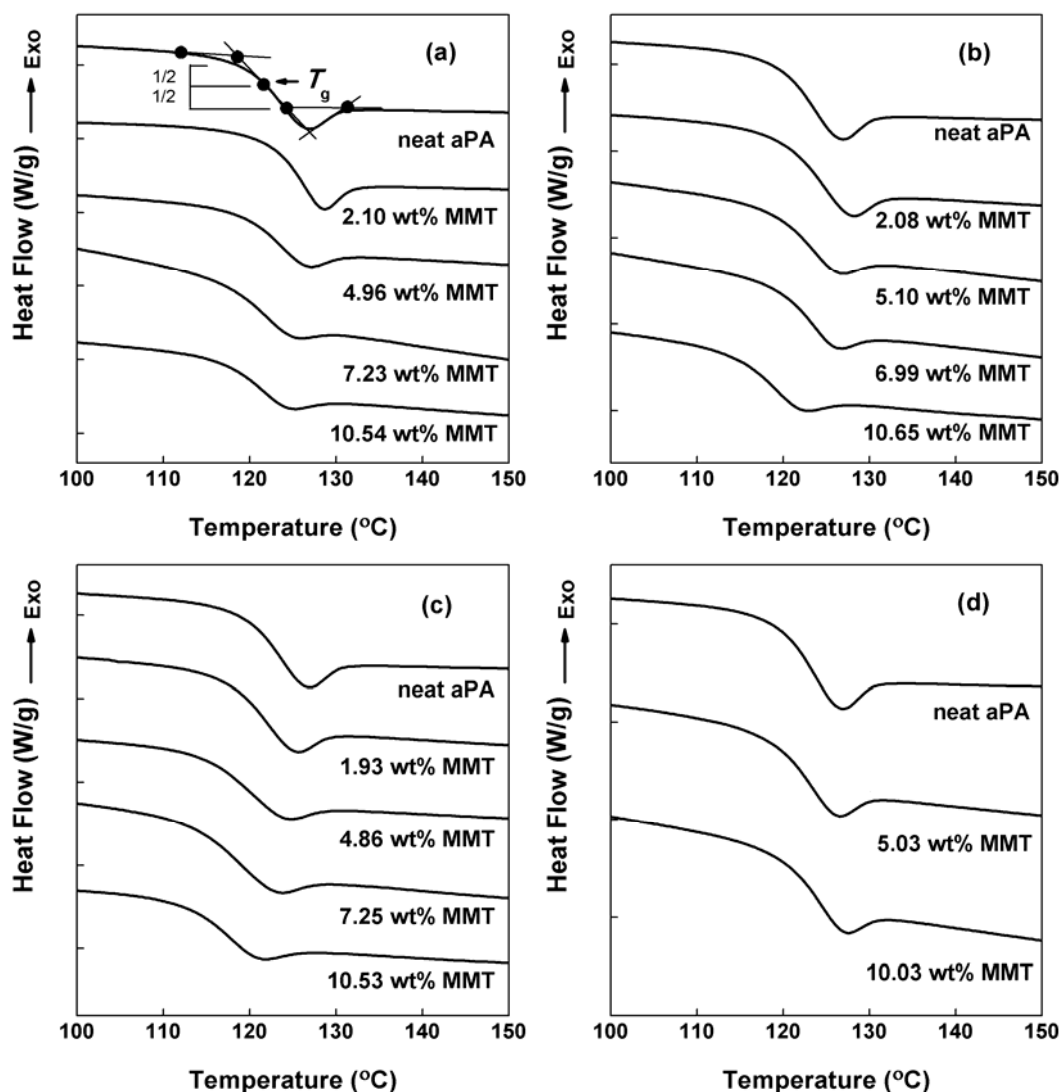 (a)
Heat Flow (W/g) → Exo
1/2
1/2
Tg
neat aPA
2.10 wt% MMT
4.96 wt% MMT
7.23 wt% MMT
10.54 wt% MMT
100 110 120 130 140 150
Temperature (°C)
(b)
Heat Flow (W/g) → Exo
neat aPA
2.08 wt% MMT
5.10 wt% MMT
6.99 wt% MMT
10.65 wt% MMT
100 110 120 130 140 150
Temperature (°C)
(c)
Heat Flow (W/g) → Exo
neat aPA
1.93 wt% MMT
4.86 wt% MMT
7.25 wt% MMT
10.53 wt% MMT
100 110 120 130 140 150
Temperature (°C)
(d)
Heat Flow (W/g) → Exo
neat aPA
5.03 wt% MMT
10.03 wt% MMT
100 110 120 130 140 150
Temperature (°C)